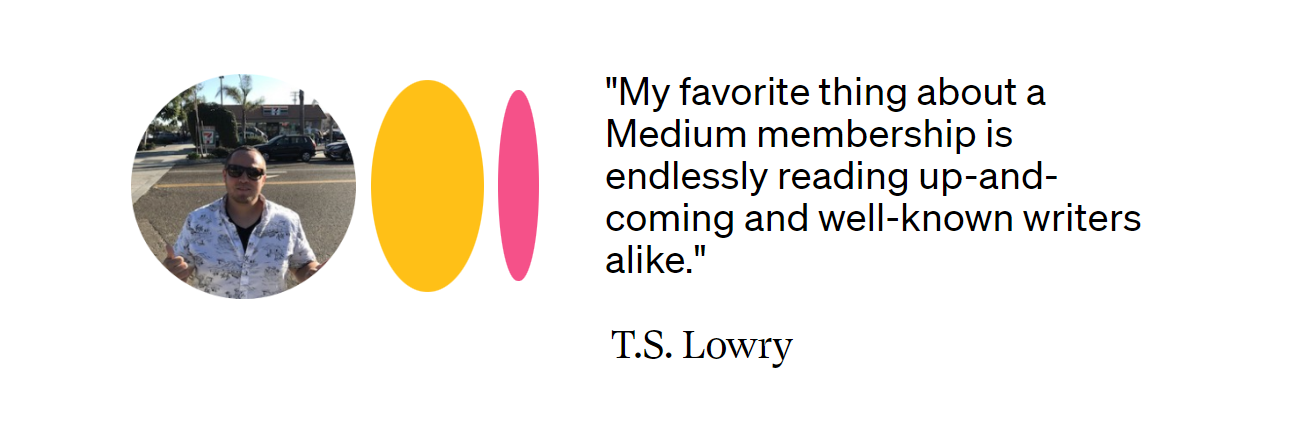 "My favorite thing about a
Medium membership is
endlessly reading up-and-
coming and well-known writers
alike."
T.S. Lowry